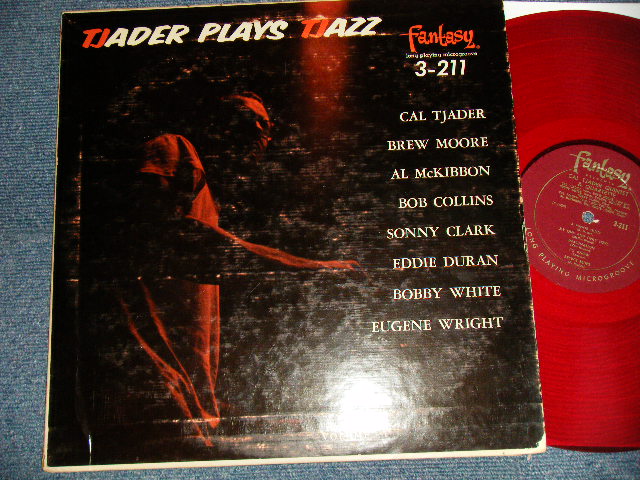 TJADER PLAYS TJAZZ
fantasy
long playing microgroove
3-211
CAL TJADER
BREW MOORE
AL McKIBBON
BOB COLLINS
SONNY CLARK
EDDIE DURAN
BOBBY WHITE
EUGENE WRIGHT
fantasy
3-211
LONG PLAYING MICROGROOVE